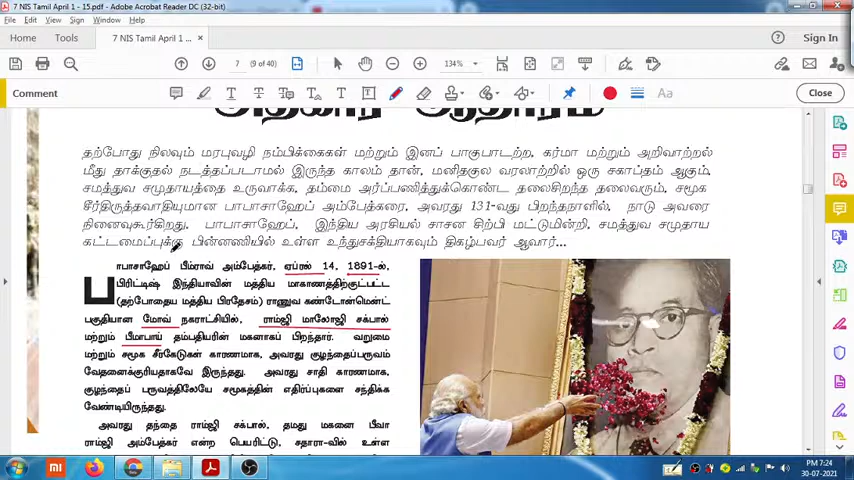 7 NIS Tamil April 1 - 15.pdf - Adobe Acrobat Reader DC (32-bit)
File Edit View Sign Window Help
Home Tools 7 NIS Tamil April 1 ... × Sign In
7 (9 of 40) 134%
Comment Aa Close
அதிகார ஆதாரம்
தற்போது நிலவும் மரபுவழி நம்பிக்கைகள் மற்றும் இனப் பாகுபாடற்ற, கர்மா மற்றும் அறிவாற்றல்
மீது தாக்குதல் நடத்தப்படாமல் இருந்த காலம் தான், மனிதகுல வரலாற்றில் ஒரு சகாப்தம் ஆகும்.
சமத்துவ சமுதாயத்தை உருவாக்க, தம்மை அர்ப்பணித்துக்கொண்ட தலைசிறந்த தலைவரும், சமூக
சீர்திருத்தவாதியுமான பாபாசாஹேப் அம்பேத்கரை, அவரது 131-வது பிறந்தநாளில், நாடு அவரை
நினைவுகூர்கிறது. பாபாசாஹேப், இந்திய அரசியல் சாசன சிற்பி மட்டுமின்றி, சமத்துவ சமுதாய
கட்டமைப்புக்கு பின்னணியில் உள்ள உந்துசக்தியாகவும் திகழ்பவர் ஆவார்...
பாபாசாஹேப் பீம்ராவ் அம்பேத்கர், ஏப்ரல் 14, 1891-ல்,
பிரிட்டிஷ் இந்தியாவின் மத்திய மாகாணத்திற்குட்பட்ட
(தற்போதைய மத்திய பிரதேசம்) ராணுவ கண்டோன்மென்ட்
பகுதியான மோவ் நகராட்சியில், ராம்ஜி மாலோஜி சக்பால்
மற்றும் பீமாபாய் தம்பதியரின் மகனாகப் பிறந்தார். வறுமை
மற்றும் சமூக சீர்கேடுகள் காரணமாக, அவரது குழந்தைப்பருவம்
வேதனைக்குரியதாகவே இருந்தது. அவரது சாதி காரணமாக,
குழந்தைப் பருவத்திலேயே சமூகத்தின் எதிர்ப்புகளை சந்திக்க
வேண்டியிருந்தது.
அவரது தந்தை ராம்ஜி சக்பால், தமது மகனை பீவா
ராம்ஜி அம்பேத்கர் என்ற பெயரிட்டு, சதாரா-வில் உள்ள
PM 7:24
30-07-2021